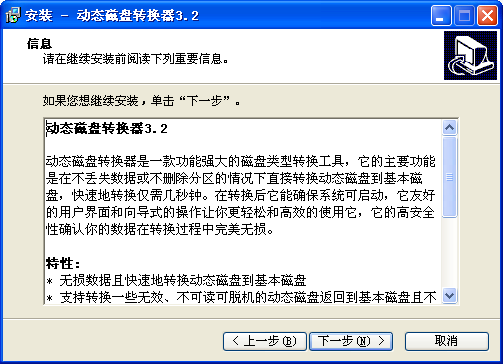 安装 - 动态磁盘转换器3.2
信息
请在继续安装前阅读下列重要信息。
如果您想继续安装，单击“下一步”。
动态磁盘转换器3.2
动态磁盘转换器是一款功能强大的磁盘类型转换工具，它的主要功能
是在不丢失数据或不删除分区的情况下直接转换动态磁盘到基本磁
盘，快速地转换仅需几秒钟。在转换后它能确保系统可启动，它友好
的用户界面和向导式的操作让你更轻松和高效的使用它，它的高安全
性确认你的数据在转换过程中完美无损。
特性：
* 无损数据且快速地转换动态磁盘到基本磁盘
* 支持转换一些无效、不可读可脱机的动态磁盘返回到基本磁盘且不
< 上一步(B)
下一步(N) >
取消